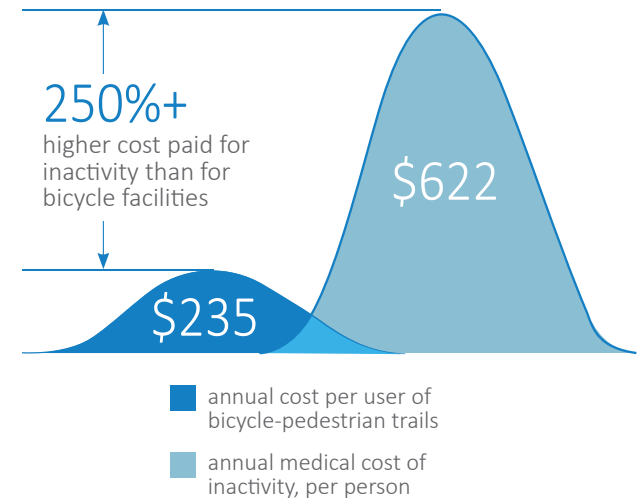 250%+
higher cost paid for
inactivity than for
bicycle facilities
$622
$235
annual cost per user of
bicycle-pedestrian trails
annual medical cost of
inactivity, per person